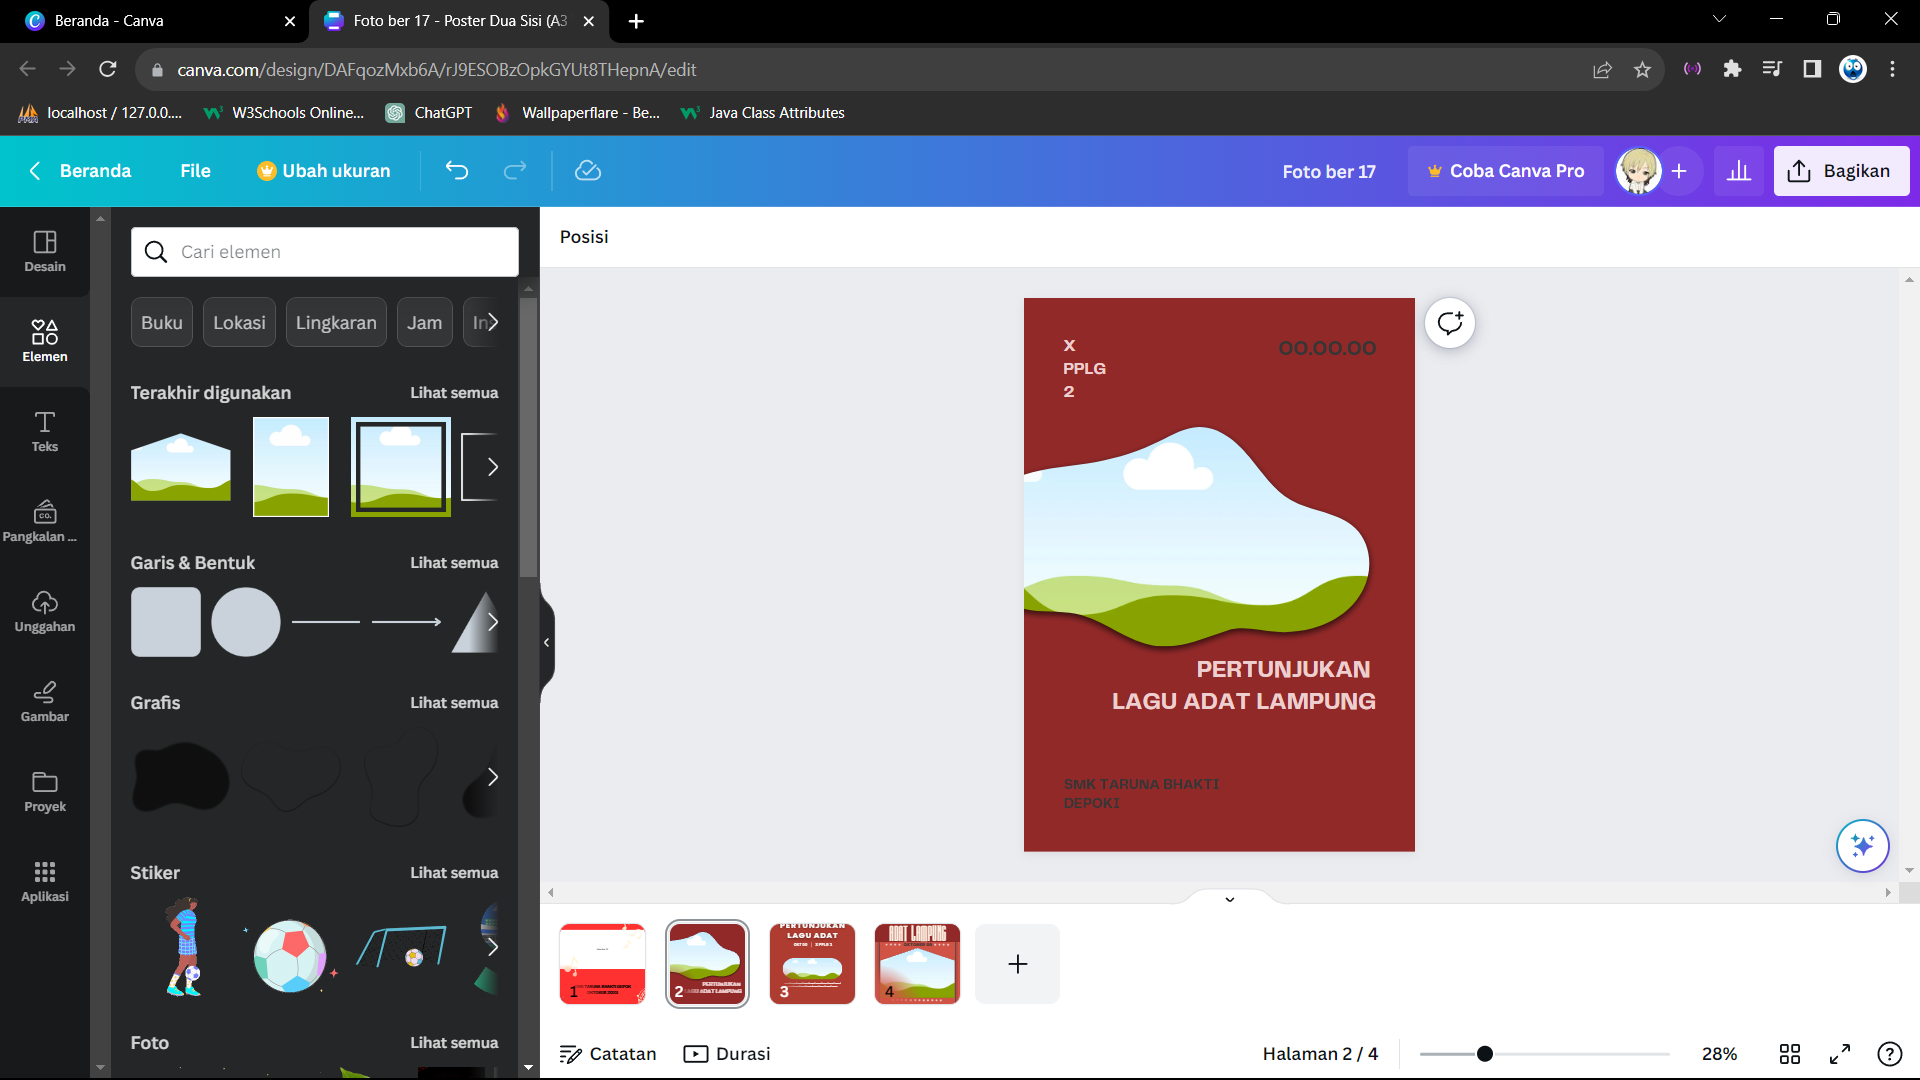 Beranda - Canva
Foto ber 17 - Poster Dua Sisi (A3
canva.com/design/DAFqozMxb6A/rJ9ESOBzOpkGYUt8THepnA/edit
localhost / 127.0.0....
W3Schools Online...
ChatGPT
Wallpaperflare - Be...
Java Class Attributes
Beranda
File
Ubah ukuran
Foto ber 17
Coba Canva Pro
Bagikan
Desain
Elemen
Teks
Pangkalan ...
Unggahan
Gambar
Proyek
Aplikasi
Cari elemen
Buku
Lokasi
Lingkaran
Jam
Terakhir digunakan
Lihat semua
Garis & Bentuk
Lihat semua
Grafis
Lihat semua
Stiker
Lihat semua
Foto
Lihat semua
Posisi
X
PPLG
2
00.00.00
PERTUNJUKAN
LAGU ADAT LAMPUNG
SMK TARUNA BHAKTI
DEPOKI
1
2
PERTUNJUKAN
LAGU ADAT LAMPUNG
PERTUNJUKAN
LAGU ADAT
3
ADAT LAMPUNG
4
Catatan
Durasi
Halaman 2 / 4
28%